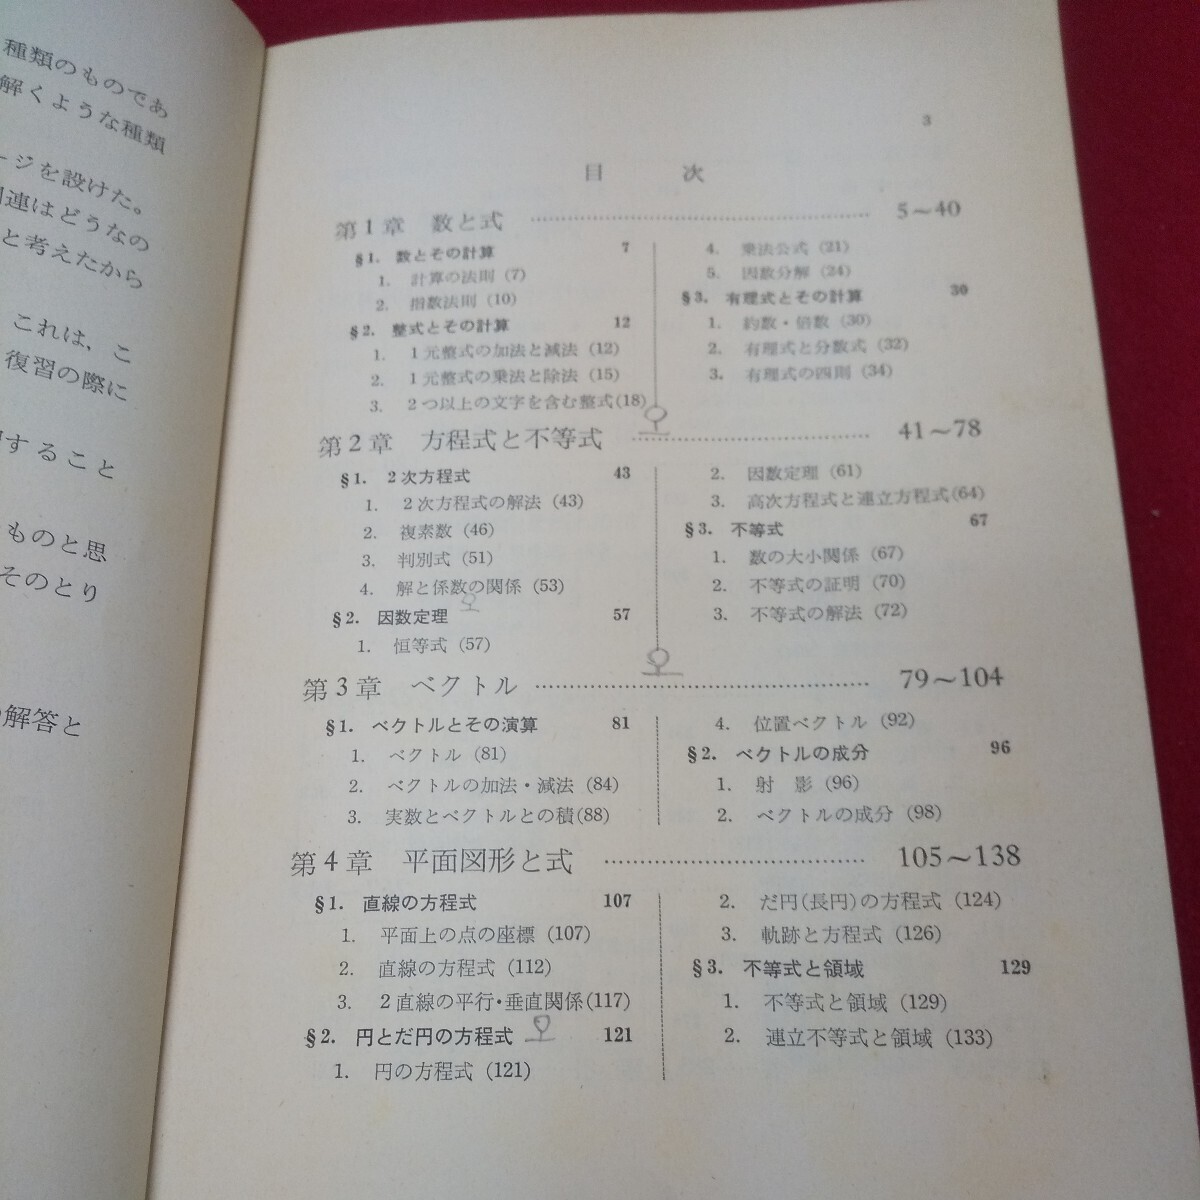 種類のものであ
解くような種類
ージを設けた。
連はどうなの
と考えたから
これは，こ
復習の際に
すること
ものと思
そのとり
解答と
3
目 次
第1章 数と式 5～40
§1. 数とその計算 7
1. 計算の法則 (7)
2. 指数法則 (10)
§2. 整式とその計算 12
1. 1元整式の加法と減法 (12)
2. 1元整式の乗法と除法 (15)
3. 2つ以上の文字を含む整式(18)
4. 乗法公式 (21)
5. 因数分解 (24)
§3. 有理式とその計算 30
1. 約数・倍数 (30)
2. 有理式と分数式 (32)
3. 有理式の四則 (34)
第2章 方程式と不等式 41～78
§1. 2次方程式 43
1. 2次方程式の解法 (43)
2. 複素数 (46)
3. 判別式 (51)
4. 解と係数の関係 (53)
§2. 因数定理 57
1. 恒等式 (57)
2. 因数定理 (61)
3. 高次方程式と連立方程式(64)
§3. 不等式 67
1. 数の大小関係 (67)
2. 不等式の証明 (70)
3. 不等式の解法 (72)
第3章 ベクトル 79～104
§1. ベクトルとその演算 81
1. ベクトル (81)
2. ベクトルの加法・減法 (84)
3. 実数とベクトルとの積(88)
4. 位置ベクトル (92)
§2. ベクトルの成分 96
1. 射 影 (96)
2. ベクトルの成分 (98)
第4章 平面図形と式 105～138
§1. 直線の方程式 107
1. 平面上の点の座標 (107)
2. 直線の方程式 (112)
3. 2直線の平行・垂直関係(117)
§2. 円とだ円の方程式 121
1. 円の方程式 (121)
2. だ円(長円)の方程式 (124)
3. 軌跡と方程式 (126)
§3. 不等式と領域 129
1. 不等式と領域 (129)
2. 連立不等式と領域 (133)